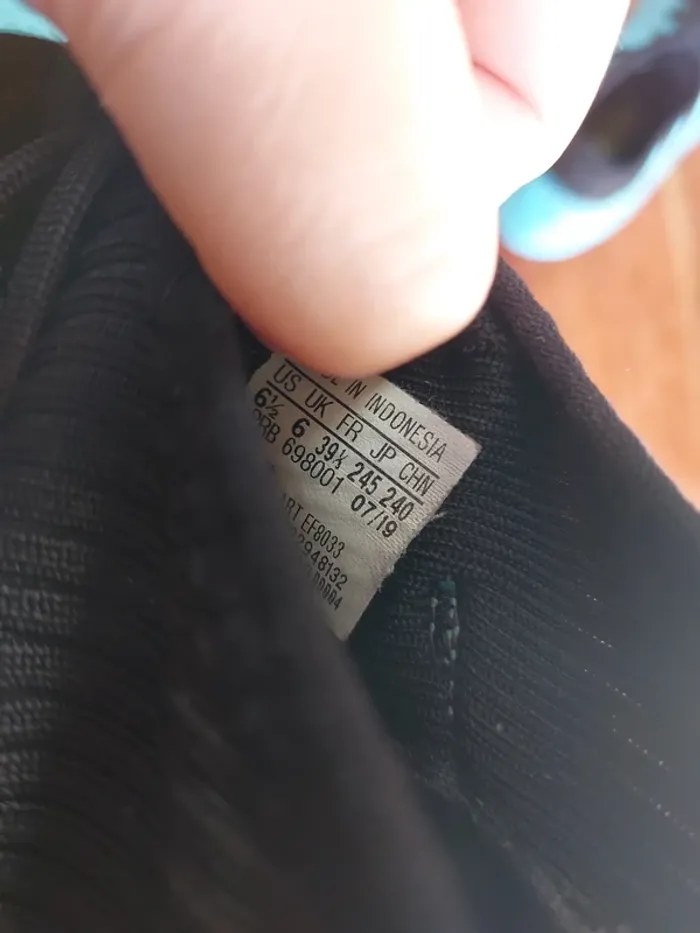 IN INDONESIA
US UK FR JP CHN
6½ 6 39⅓ 245 240
698001 07/19
ART EF8033
2948132